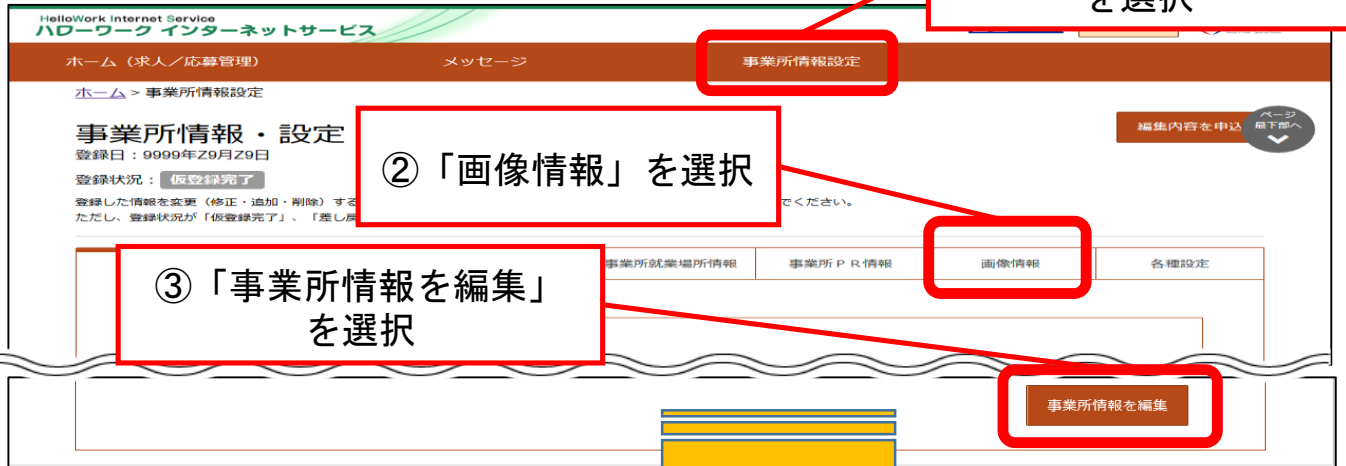 を選択
HelloWork Internet Service
ハローワーク インターネットサービス
ホーム（求人／応募管理）
メッセージ
事業所情報設定
ホーム > 事業所情報設定
事業所情報・設定
編集内容を申込
ページ
最下部へ
登録日：9999年Z9月Z9日
②「画像情報」を選択
登録状況：仮登録完了
登録した情報を変更（修正・追加・削除）する
でください。
ただし、登録状況が「仮登録完了」、「差し戻
事業所就業場所情報
事業所ＰＲ情報
画像情報
各種設定
③「事業所情報を編集」
を選択
事業所情報を編集